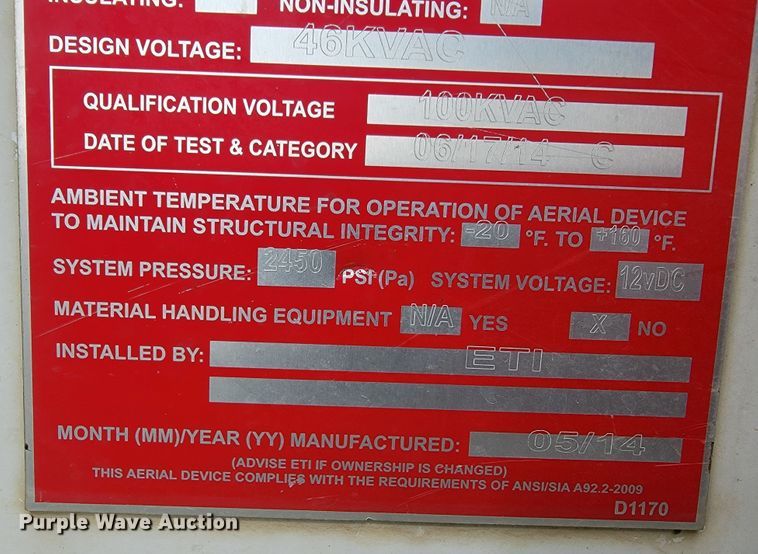 INSULATING: NON-INSULATING: N/A
DESIGN VOLTAGE: 46KVAC
QUALIFICATION VOLTAGE 100KVAC
DATE OF TEST & CATEGORY 06/17/14 C
AMBIENT TEMPERATURE FOR OPERATION OF AERIAL DEVICE
TO MAINTAIN STRUCTURAL INTEGRITY: -20 °F. TO +160 °F.
SYSTEM PRESSURE: 2450 PSI (Pa) SYSTEM VOLTAGE: 12vDC
MATERIAL HANDLING EQUIPMENT N/A YES X NO
INSTALLED BY: ETI
MONTH (MM)/YEAR (YY) MANUFACTURED: 05/14
(ADVISE ETI IF OWNERSHIP IS CHANGED)
THIS AERIAL DEVICE COMPLIES WITH THE REQUIREMENTS OF ANSI/SIA A92.2-2009
D1170
Purple Wave Auction